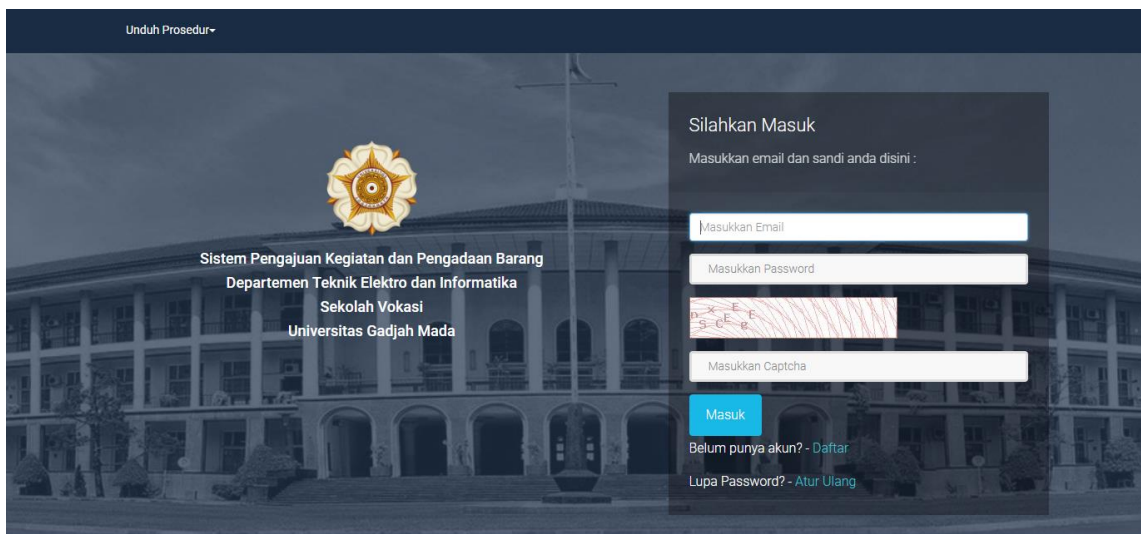 Unduh Prosedur
Silahkan Masuk
Masukkan email dan sandi anda disini :
Masukkan Email
Masukkan Password
Masukkan Captcha
Masuk
Belum punya akun? - Daftar
Lupa Password? - Atur Ulang
Sistem Pengajuan Kegiatan dan Pengadaan Barang
Departemen Teknik Elektro dan Informatika
Sekolah Vokasi
Universitas Gadjah Mada